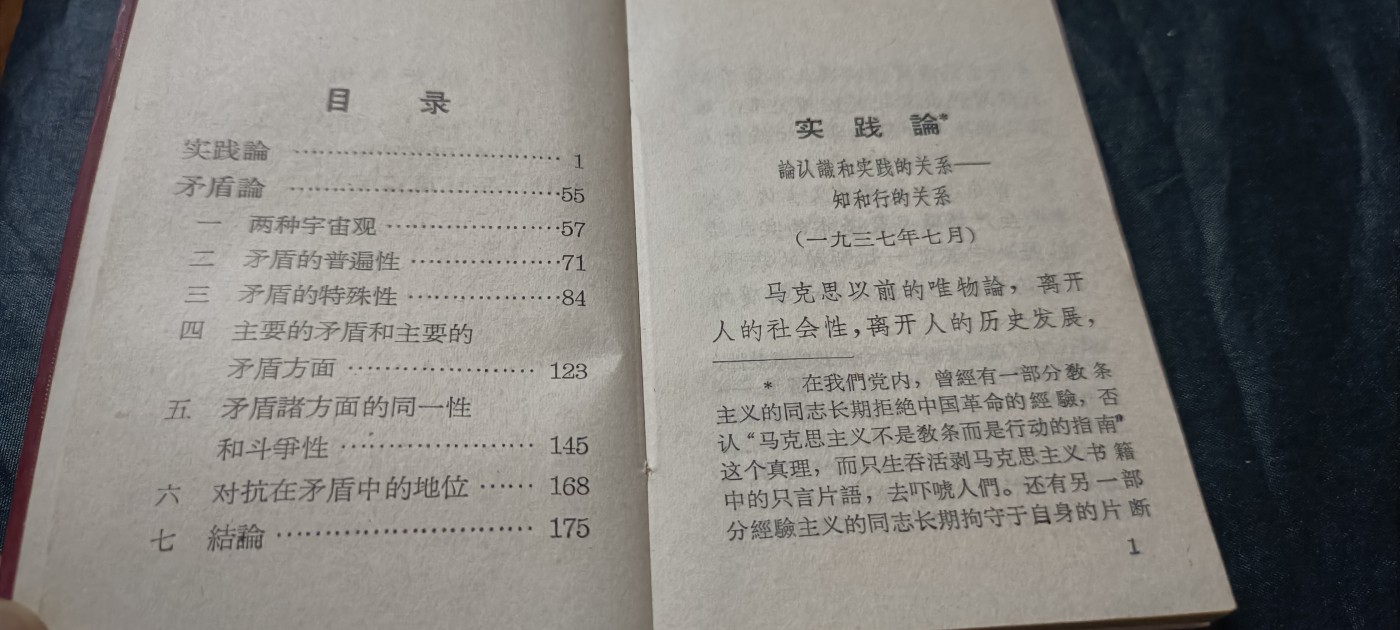 目 录
实践論 …………………………… 1
矛盾論 ……………………………55
一 两种宇宙观 …………………57
二 矛盾的普遍性 ………………71
三 矛盾的特殊性 ………………84
四 主要的矛盾和主要的
矛盾方面 ………………… 123
五 矛盾諸方面的同一性
和斗爭性 ………………… 145
六 对抗在矛盾中的地位 …… 168
七 結論 ………………………… 175
实 践 論*
論认識和实践的关系——
知和行的关系
(一九三七年七月)
马克思以前的唯物論，离开
人的社会性，离开人的历史发展，
* 在我們党内，曾經有一部分教条
主义的同志长期拒絕中国革命的經驗，否
认“马克思主义不是教条而是行动的指南”
这个真理，而只生吞活剥马克思主义书籍
中的只言片語，去吓唬人們。还有另一部
分經驗主义的同志长期拘守于自身的片断
1